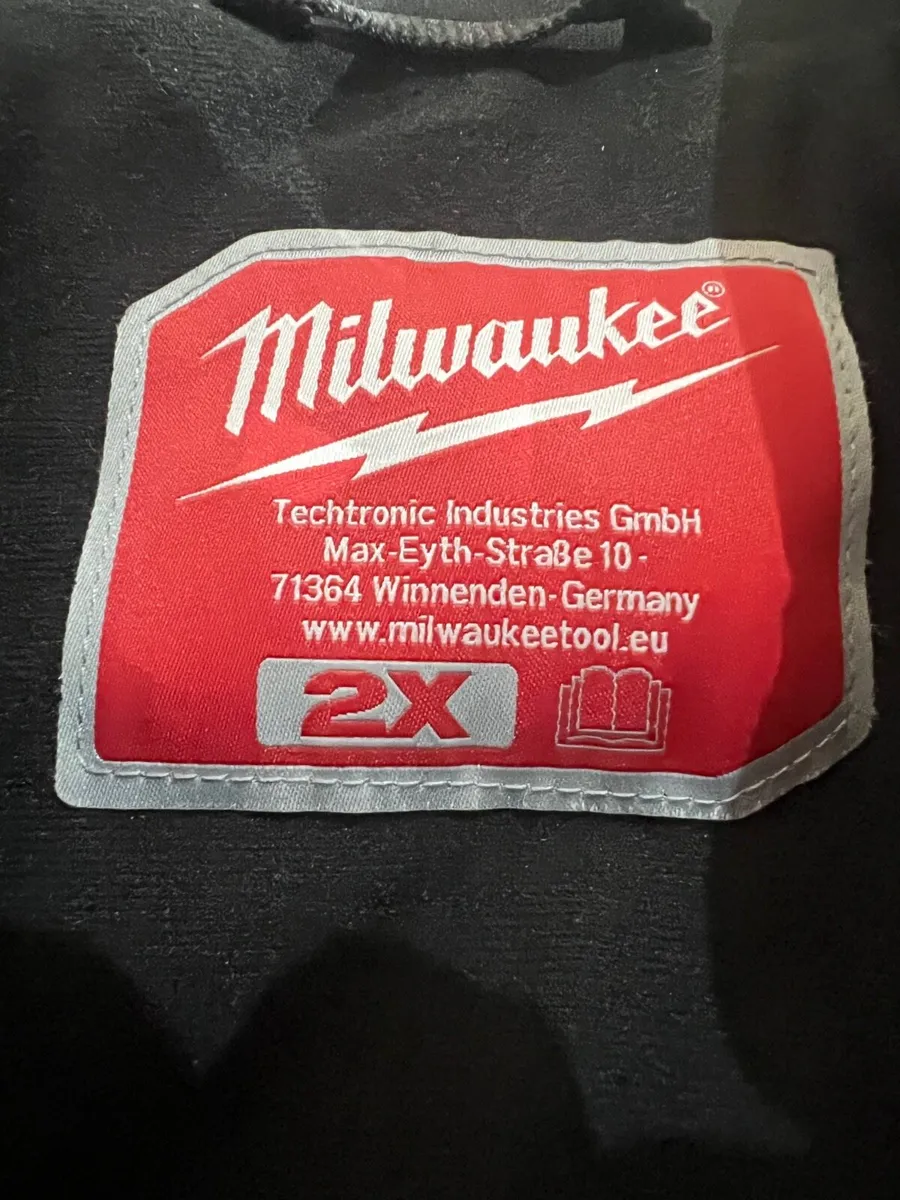 Milwaukee®
Techtronic Industries GmbH
Max-Eyth-Straße 10 -
71364 Winnenden-Germany
www.milwaukeetool.eu
2X